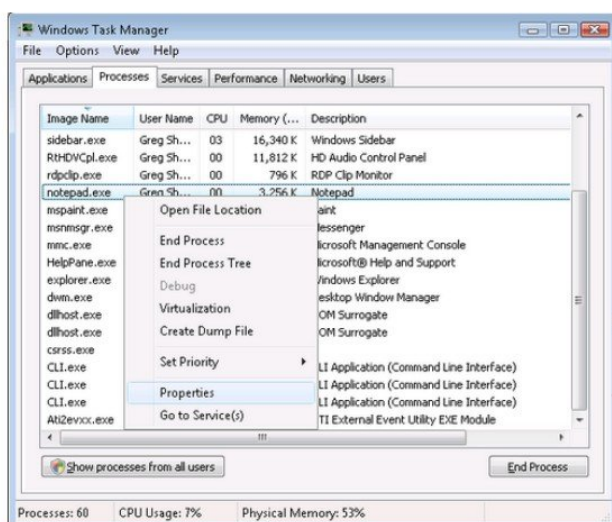 Windows Task Manager
File Options View Help
Applications Processes Services Performance Networking Users
Image Name User Name CPU Memory (... Description
sidebar.exe Greg Sh... 03 16,340 K Windows Sidebar
RtHDVCpl.exe Greg Sh... 00 11,812 K HD Audio Control Panel
rdpclip.exe Greg Sh... 00 796 K RDP Clip Monitor
notepad.exe Greg Sh... 00 3,256 K Notepad
mspaint.exe Open File Location aint
msnmsgr.exe lessenger
mmc.exe End Process licrosoft Management Console
HelpPane.exe End Process Tree licrosoft® Help and Support
explorer.exe Debug /indows Explorer
dwm.exe Virtualization esktop Window Manager
dllhost.exe OM Surrogate
dllhost.exe Create Dump File OM Surrogate
csrss.exe
CLI.exe Set Priority LI Application (Command Line Interface)
CLI.exe Properties LI Application (Command Line Interface)
CLI.exe LI Application (Command Line Interface)
Ati2evxx.exe Go to Service(s) TI External Event Utility EXE Module
Show processes from all users End Process
Processes: 60 CPU Usage: 7% Physical Memory: 53%